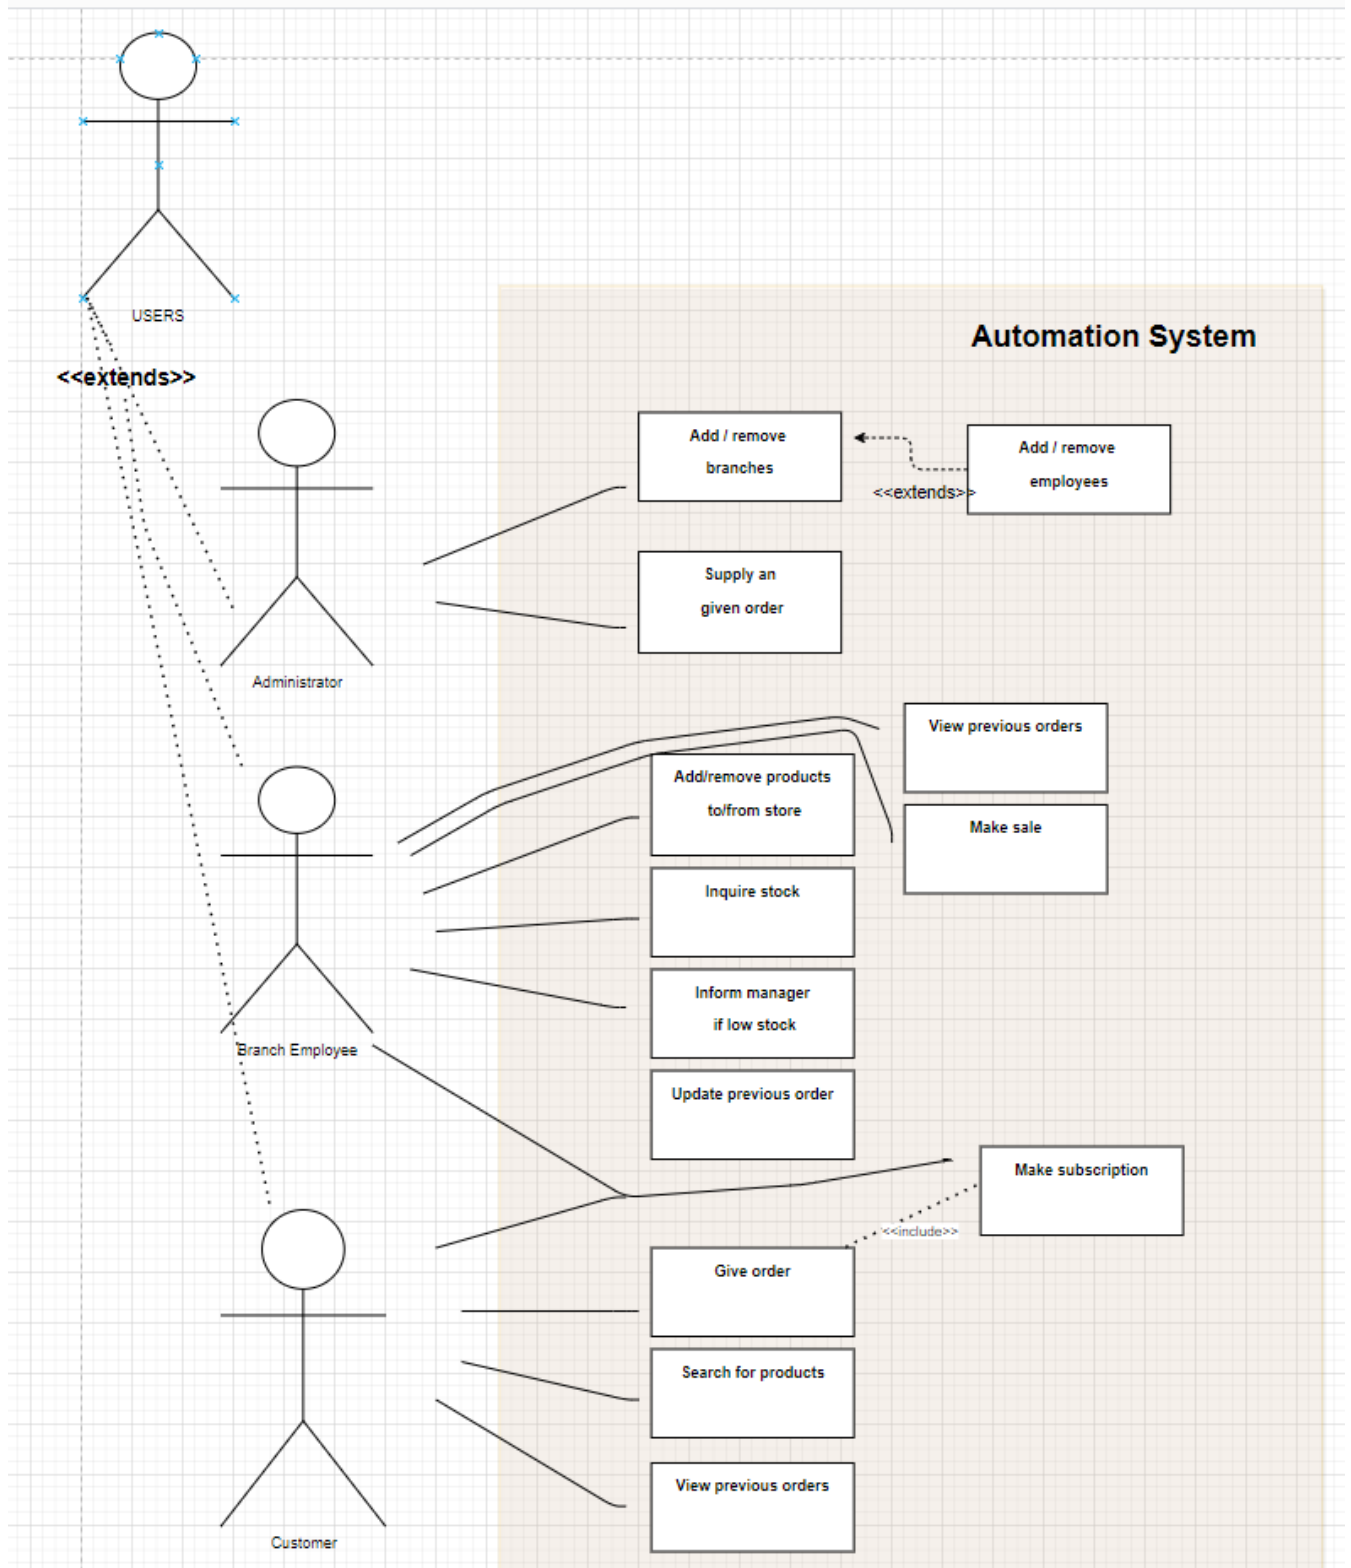 USERS
<<extends>>
Automation System
Add / remove
branches
<<extends>>
Add / remove
employees
Supply an
given order
Administrator
View previous orders
Add/remove products
to/from store
Make sale
Inquire stock
Inform manager
if low stock
Branch Employee
Update previous order
Make subscription
<<include>>
Give order
Search for products
View previous orders
Customer